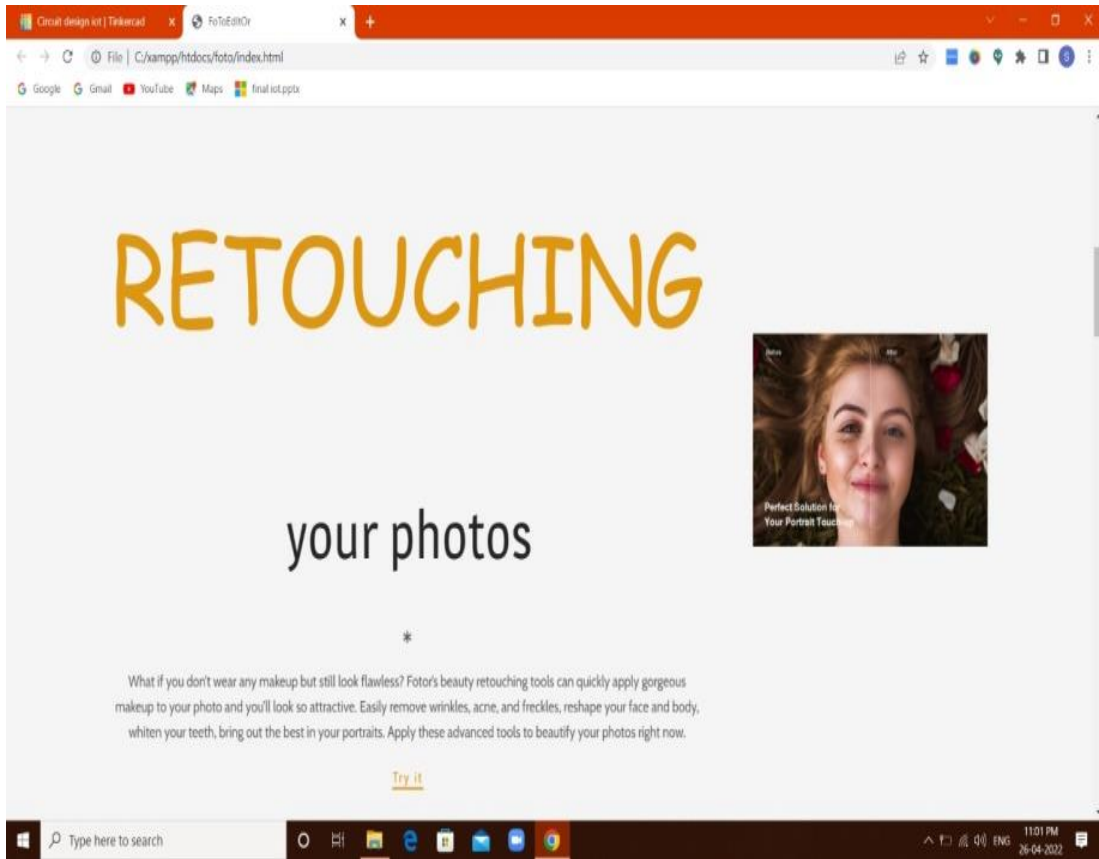 Circuit design iot | Tinkercad
FoToEditOr
File | C:/xampp/htdocs/foto/index.html
S
Google Gmail YouTube Maps final iot.pptx
RETOUCHING
your photos
*
What if you don't wear any makeup but still look flawless? Fotor's beauty retouching tools can quickly apply gorgeous
makeup to your photo and you'll look so attractive. Easily remove wrinkles, acne, and freckles, reshape your face and body,
whiten your teeth, bring out the best in your portraits. Apply these advanced tools to beautify your photos right now.
Try it
Before After
Perfect Solution for
Your Portrait
Type here to search
ENG
11:01 PM
26-04-2022